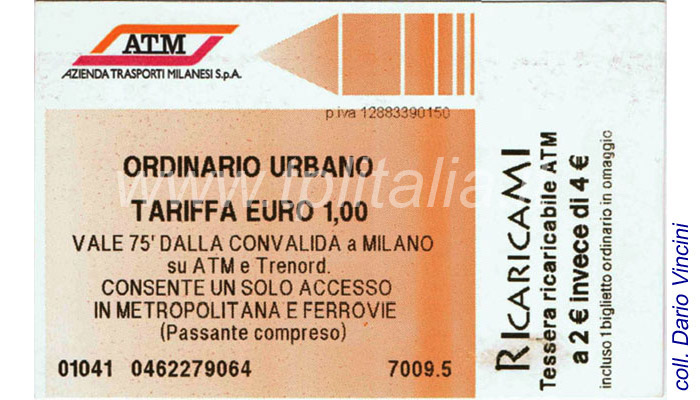 ATM
AZIENDA TRASPORTI MILANESI S.p.A.
p.iva 12883390150
ORDINARIO URBANO
www.tplitalia.
TARIFFA EURO 1,00
VALE 75' DALLA CONVALIDA a MILANO
su ATM e Trenord.
CONSENTE UN SOLO ACCESSO
IN METROPOLITANA E FERROVIE
(Passante compreso)
01041 0462279064 7009.5
RICARICAMI
Tessera ricaricabile ATM
a 2 € invece di 4 €
incluso 1 biglietto ordinario in omaggio
coll. Dario Vincini